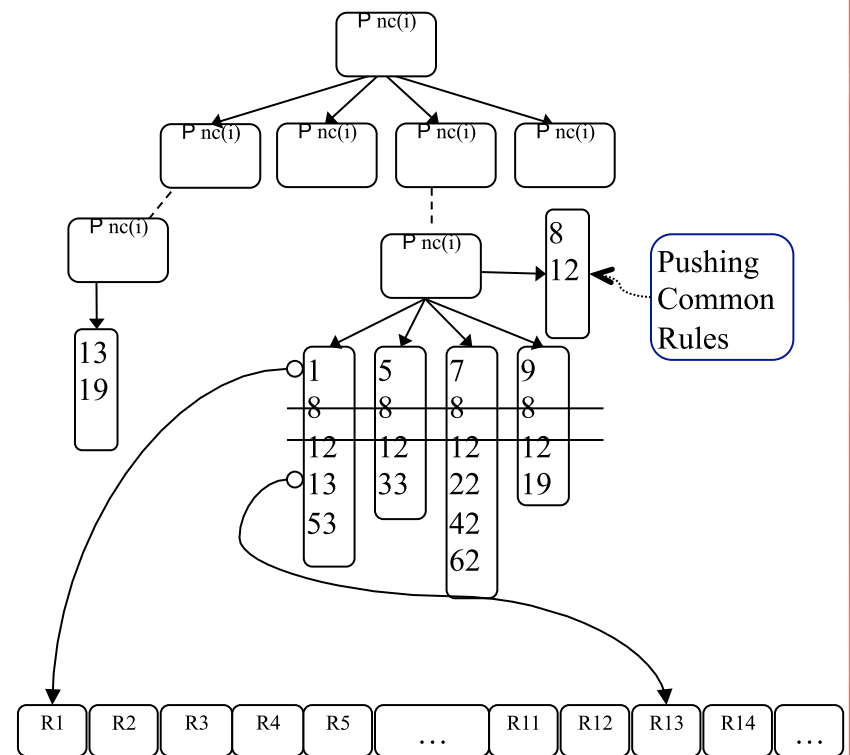 P nc(i)
P nc(i)
P nc(i)
P nc(i)
P nc(i)
P nc(i)
P nc(i)
8
12
Pushing
Common
Rules
13
19
1
8
12
13
53
5
8
12
33
7
8
12
22
42
62
9
8
12
19
R1
R2
R3
R4
R5
...
R11
R12
R13
R14
...